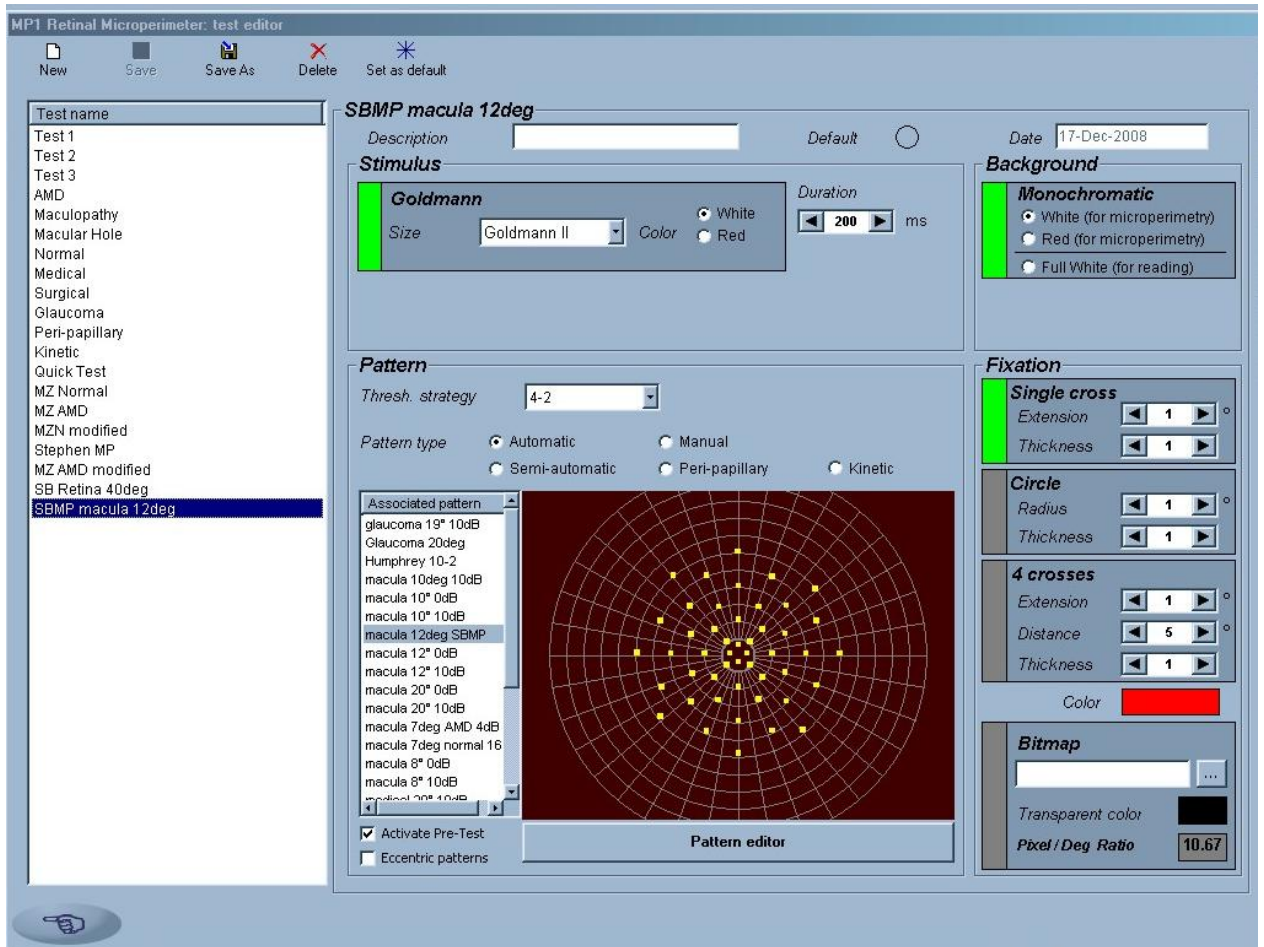 MP1 Retinal Microperimeter: test editor
New Save Save As Delete Set as default
Test name
Test 1
Test 2
Test 3
AMD
Maculopathy
Macular Hole
Normal
Medical
Surgical
Glaucoma
Peri-papillary
Kinetic
Quick Test
MZ Normal
MZ AMD
MZN modified
Stephen MP
MZ AMD modified
SB Retina 40deg
SBMP macula 12deg
SBMP macula 12deg
Description Default Date 17-Dec-2008
Stimulus
Goldmann
Size Goldmann II Color White
Red
Duration
200 ms
Background
Monochromatic
White (for microperimetry)
Red (for microperimetry)
Full White (for reading)
Pattern
Thresh. strategy 4-2
Pattern type Automatic Manual
Semi-automatic Peri-papillary Kinetic
Associated pattern
glaucoma 19° 10dB
Glaucoma 20deg
Humphrey 10-2
macula 10deg 10dB
macula 10° 0dB
macula 10° 10dB
macula 12deg SBMP
macula 12° 0dB
macula 12° 10dB
macula 20° 0dB
macula 20° 10dB
macula 7deg AMD 4dB
macula 7deg normal 16
macula 8° 0dB
macula 8° 10dB
medical 20° 10dB
Activate Pre-Test
Eccentric patterns
Pattern editor
Fixation
Single cross
Extension 1 °
Thickness 1
Circle
Radius 1 °
Thickness 1
4 crosses
Extension 1 °
Distance 5 °
Thickness 1
Color
Bitmap
...
Transparent color
Pixel / Deg Ratio 10.67